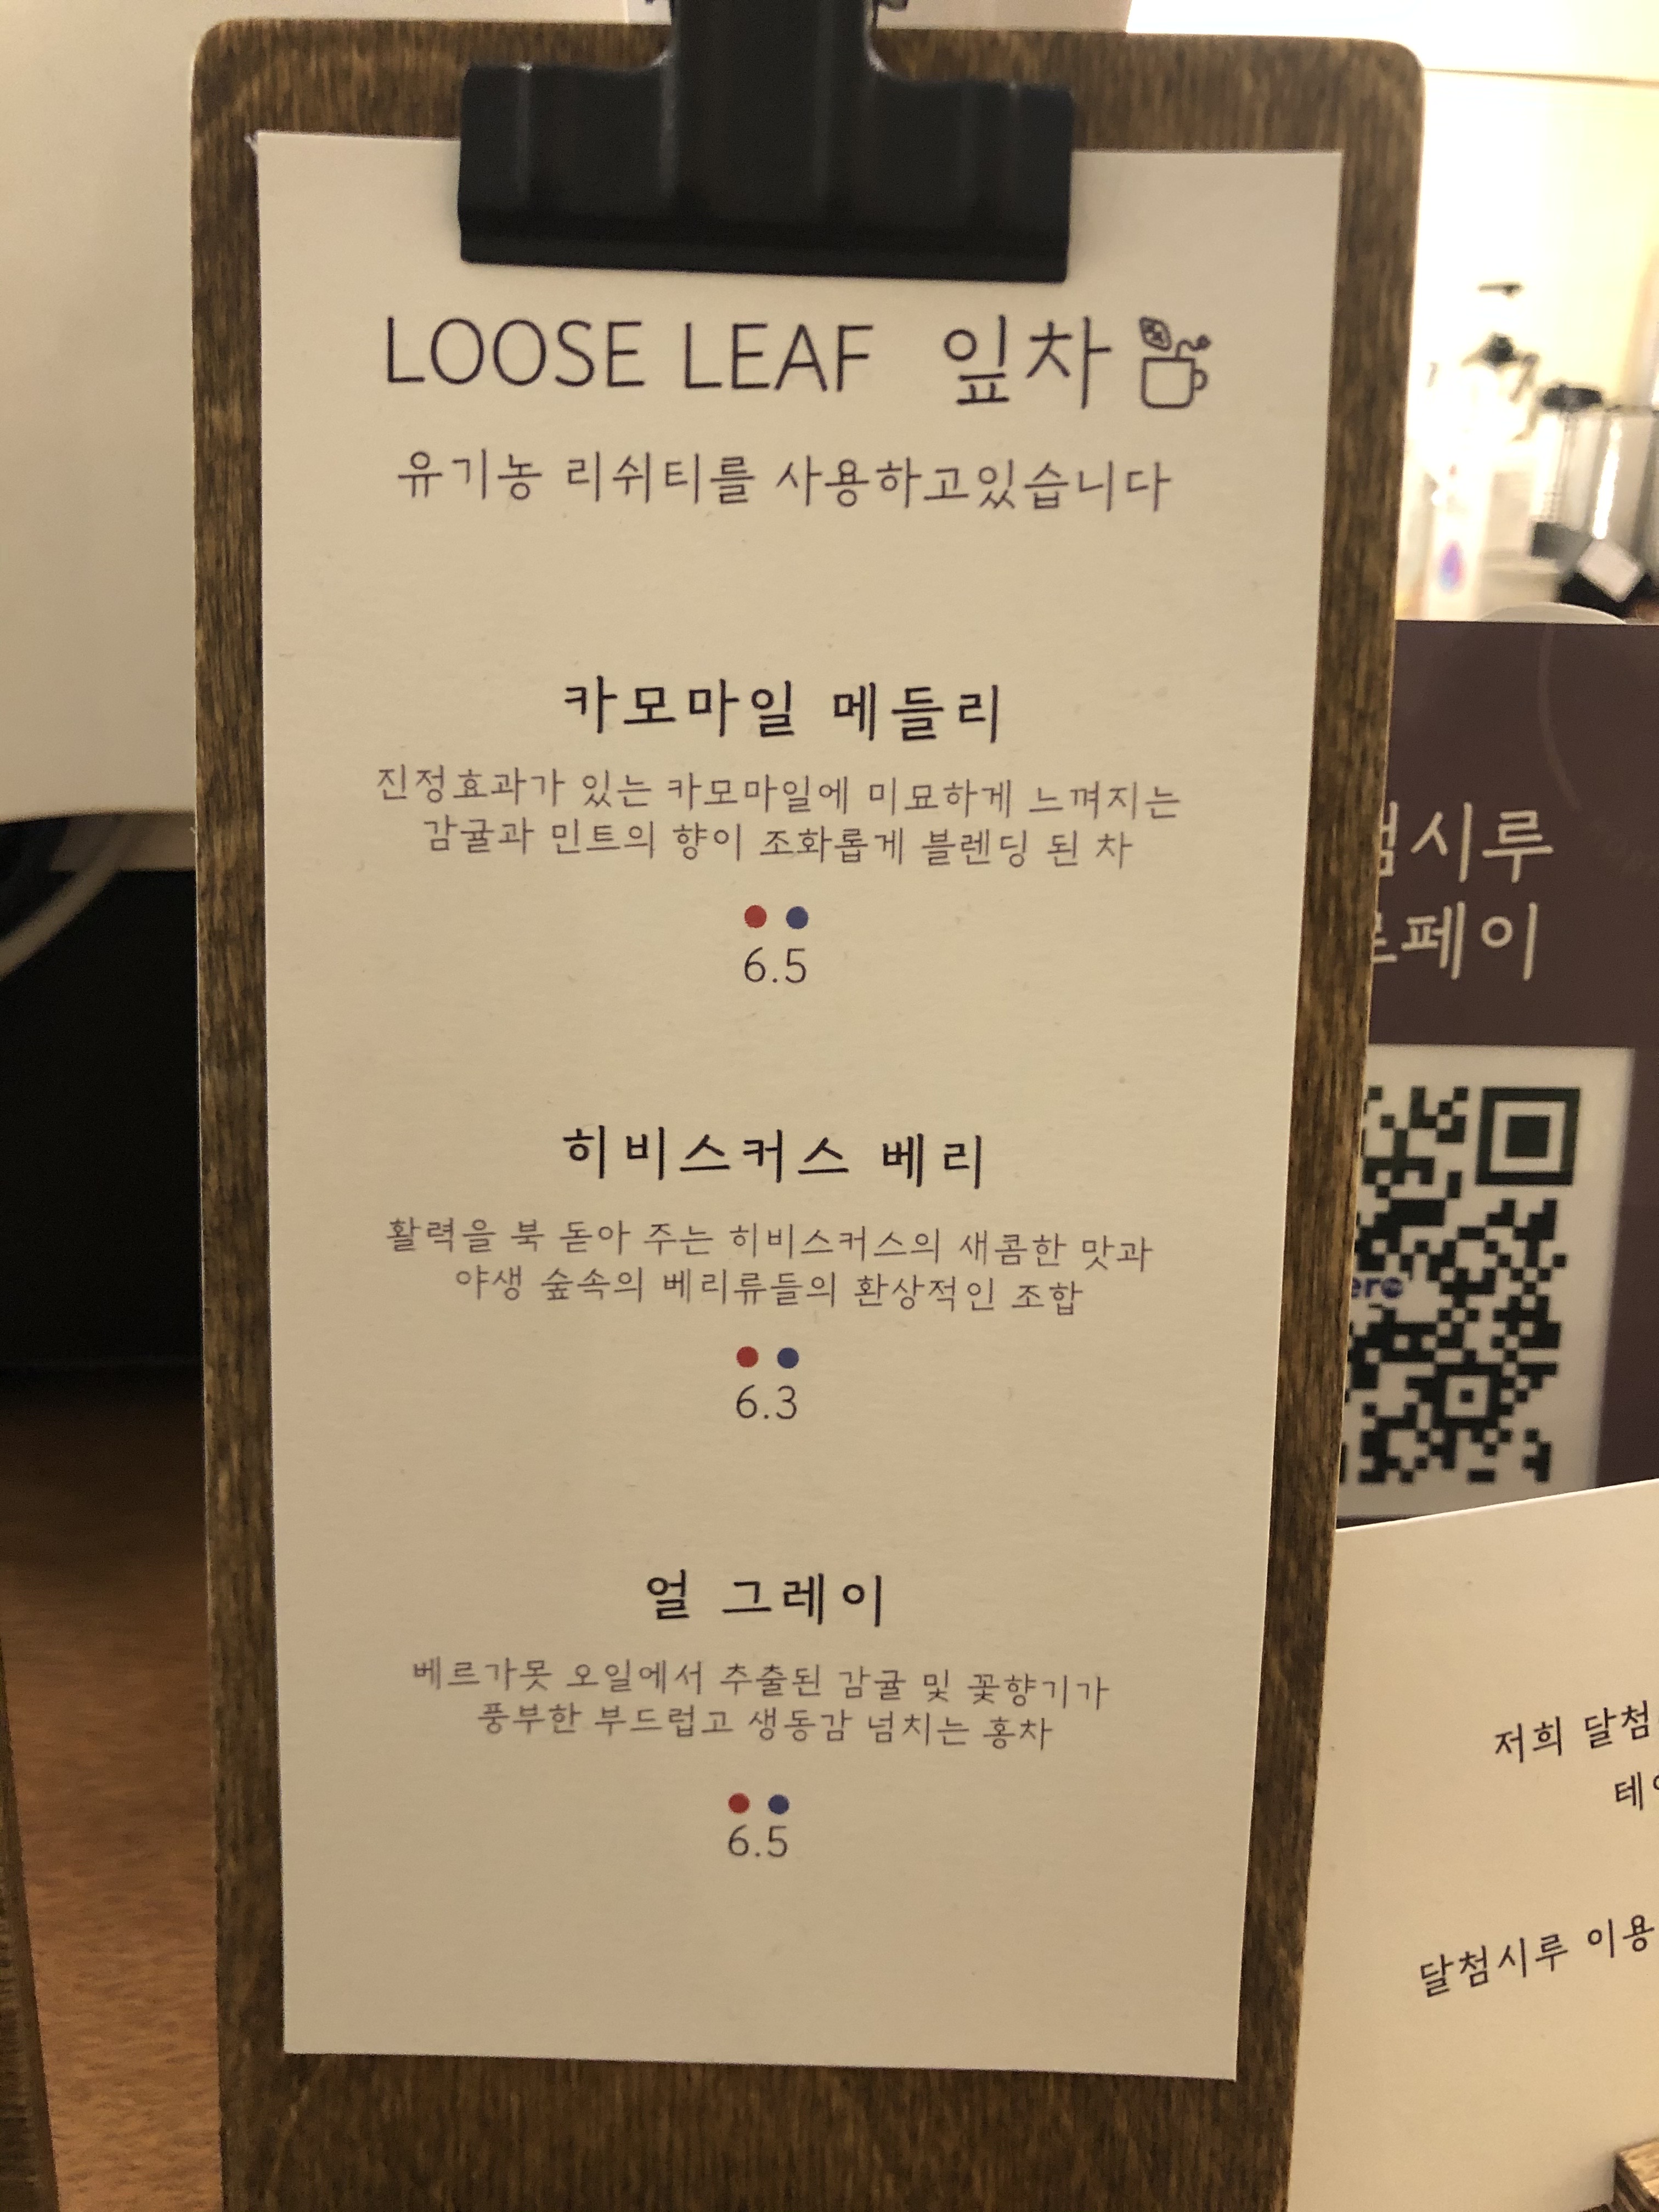 LOOSE LEAF 잎차
유기농 리쉬티를 사용하고있습니다
카모마일 메들리
진정효과가 있는 카모마일에 미묘하게 느껴지는
감귤과 민트의 향이 조화롭게 블렌딩 된 차
6.5
히비스커스 베리
활력을 북 돋아 주는 히비스커스의 새콤한 맛과
야생 숲속의 베리류들의 환상적인 조합
6.3
얼 그레이
베르가못 오일에서 추출된 감귤 및 꽃향기가
풍부한 부드럽고 생동감 넘치는 홍차
6.5
시루
페이
저희 달첨
달첨시루 이용